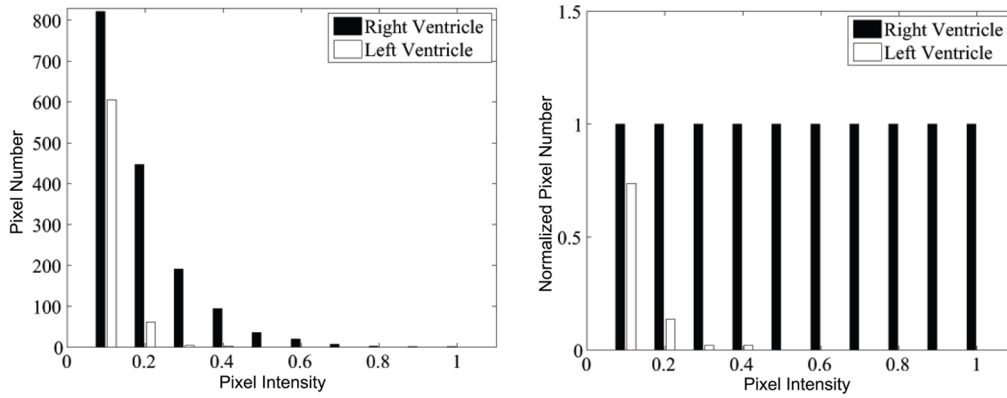 800
700
600
500
400
300
200
100
0
Pixel Number
0 0.2 0.4 0.6 0.8 1
Pixel Intensity
Right Ventricle
Left Ventricle
1.5
1
0.5
0
Normalized Pixel Number
0 0.2 0.4 0.6 0.8 1
Pixel Intensity
Right Ventricle
Left Ventricle